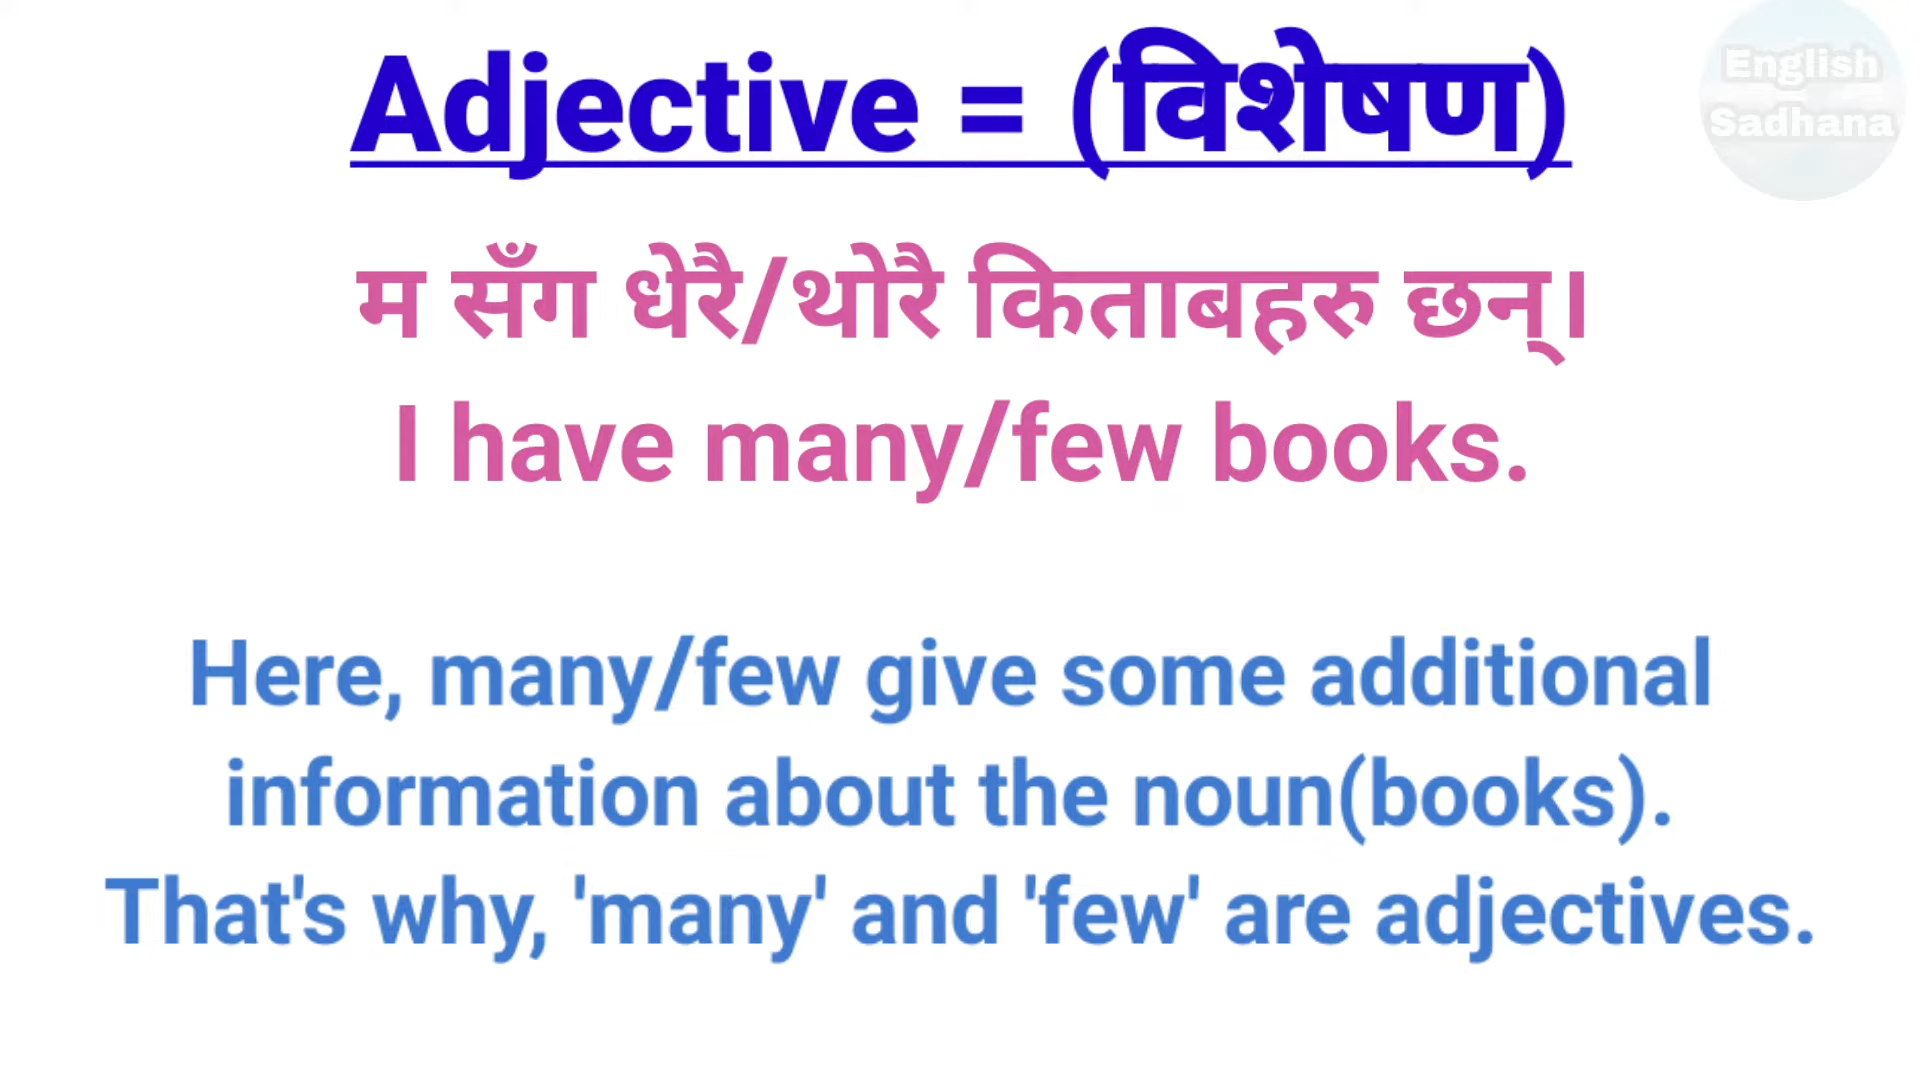 Adjective = (विशेषण)
English
Sadhana
म सँग धेरै/थोरै किताबहरु छन्।
I have many/few books.
Here, many/few give some additional
information about the noun(books).
That's why, 'many' and 'few' are adjectives.